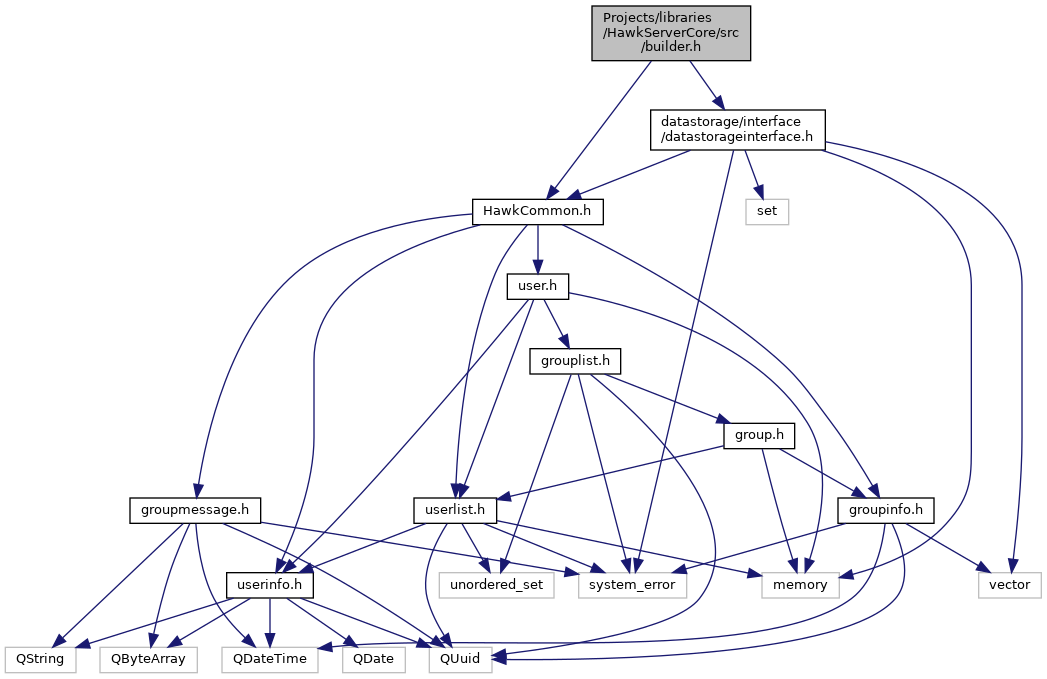 Projects/libraries
/HawkServerCore/src
/builder.h
datastorage/interface
/datastorageinterface.h
HawkCommon.h
set
user.h
grouplist.h
group.h
groupmessage.h
userlist.h
groupinfo.h
userinfo.h
unordered_set
system_error
memory
vector
QString
QByteArray
QDateTime
QDate
QUuid